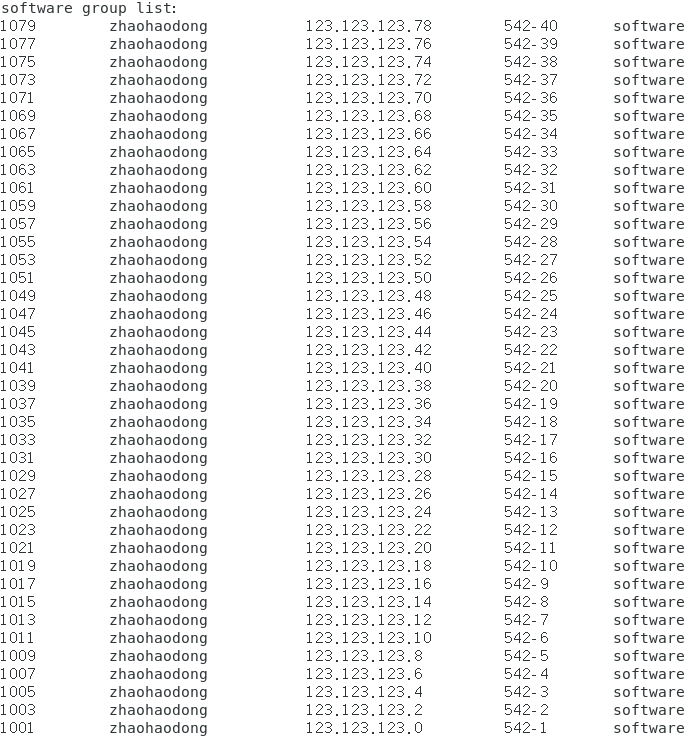 software group list:
1079 zhaohaodong 123.123.123.78 542-40 software
1077 zhaohaodong 123.123.123.76 542-39 software
1075 zhaohaodong 123.123.123.74 542-38 software
1073 zhaohaodong 123.123.123.72 542-37 software
1071 zhaohaodong 123.123.123.70 542-36 software
1069 zhaohaodong 123.123.123.68 542-35 software
1067 zhaohaodong 123.123.123.66 542-34 software
1065 zhaohaodong 123.123.123.64 542-33 software
1063 zhaohaodong 123.123.123.62 542-32 software
1061 zhaohaodong 123.123.123.60 542-31 software
1059 zhaohaodong 123.123.123.58 542-30 software
1057 zhaohaodong 123.123.123.56 542-29 software
1055 zhaohaodong 123.123.123.54 542-28 software
1053 zhaohaodong 123.123.123.52 542-27 software
1051 zhaohaodong 123.123.123.50 542-26 software
1049 zhaohaodong 123.123.123.48 542-25 software
1047 zhaohaodong 123.123.123.46 542-24 software
1045 zhaohaodong 123.123.123.44 542-23 software
1043 zhaohaodong 123.123.123.42 542-22 software
1041 zhaohaodong 123.123.123.40 542-21 software
1039 zhaohaodong 123.123.123.38 542-20 software
1037 zhaohaodong 123.123.123.36 542-19 software
1035 zhaohaodong 123.123.123.34 542-18 software
1033 zhaohaodong 123.123.123.32 542-17 software
1031 zhaohaodong 123.123.123.30 542-16 software
1029 zhaohaodong 123.123.123.28 542-15 software
1027 zhaohaodong 123.123.123.26 542-14 software
1025 zhaohaodong 123.123.123.24 542-13 software
1023 zhaohaodong 123.123.123.22 542-12 software
1021 zhaohaodong 123.123.123.20 542-11 software
1019 zhaohaodong 123.123.123.18 542-10 software
1017 zhaohaodong 123.123.123.16 542-9 software
1015 zhaohaodong 123.123.123.14 542-8 software
1013 zhaohaodong 123.123.123.12 542-7 software
1011 zhaohaodong 123.123.123.10 542-6 software
1009 zhaohaodong 123.123.123.8 542-5 software
1007 zhaohaodong 123.123.123.6 542-4 software
1005 zhaohaodong 123.123.123.4 542-3 software
1003 zhaohaodong 123.123.123.2 542-2 software
1001 zhaohaodong 123.123.123.0 542-1 software